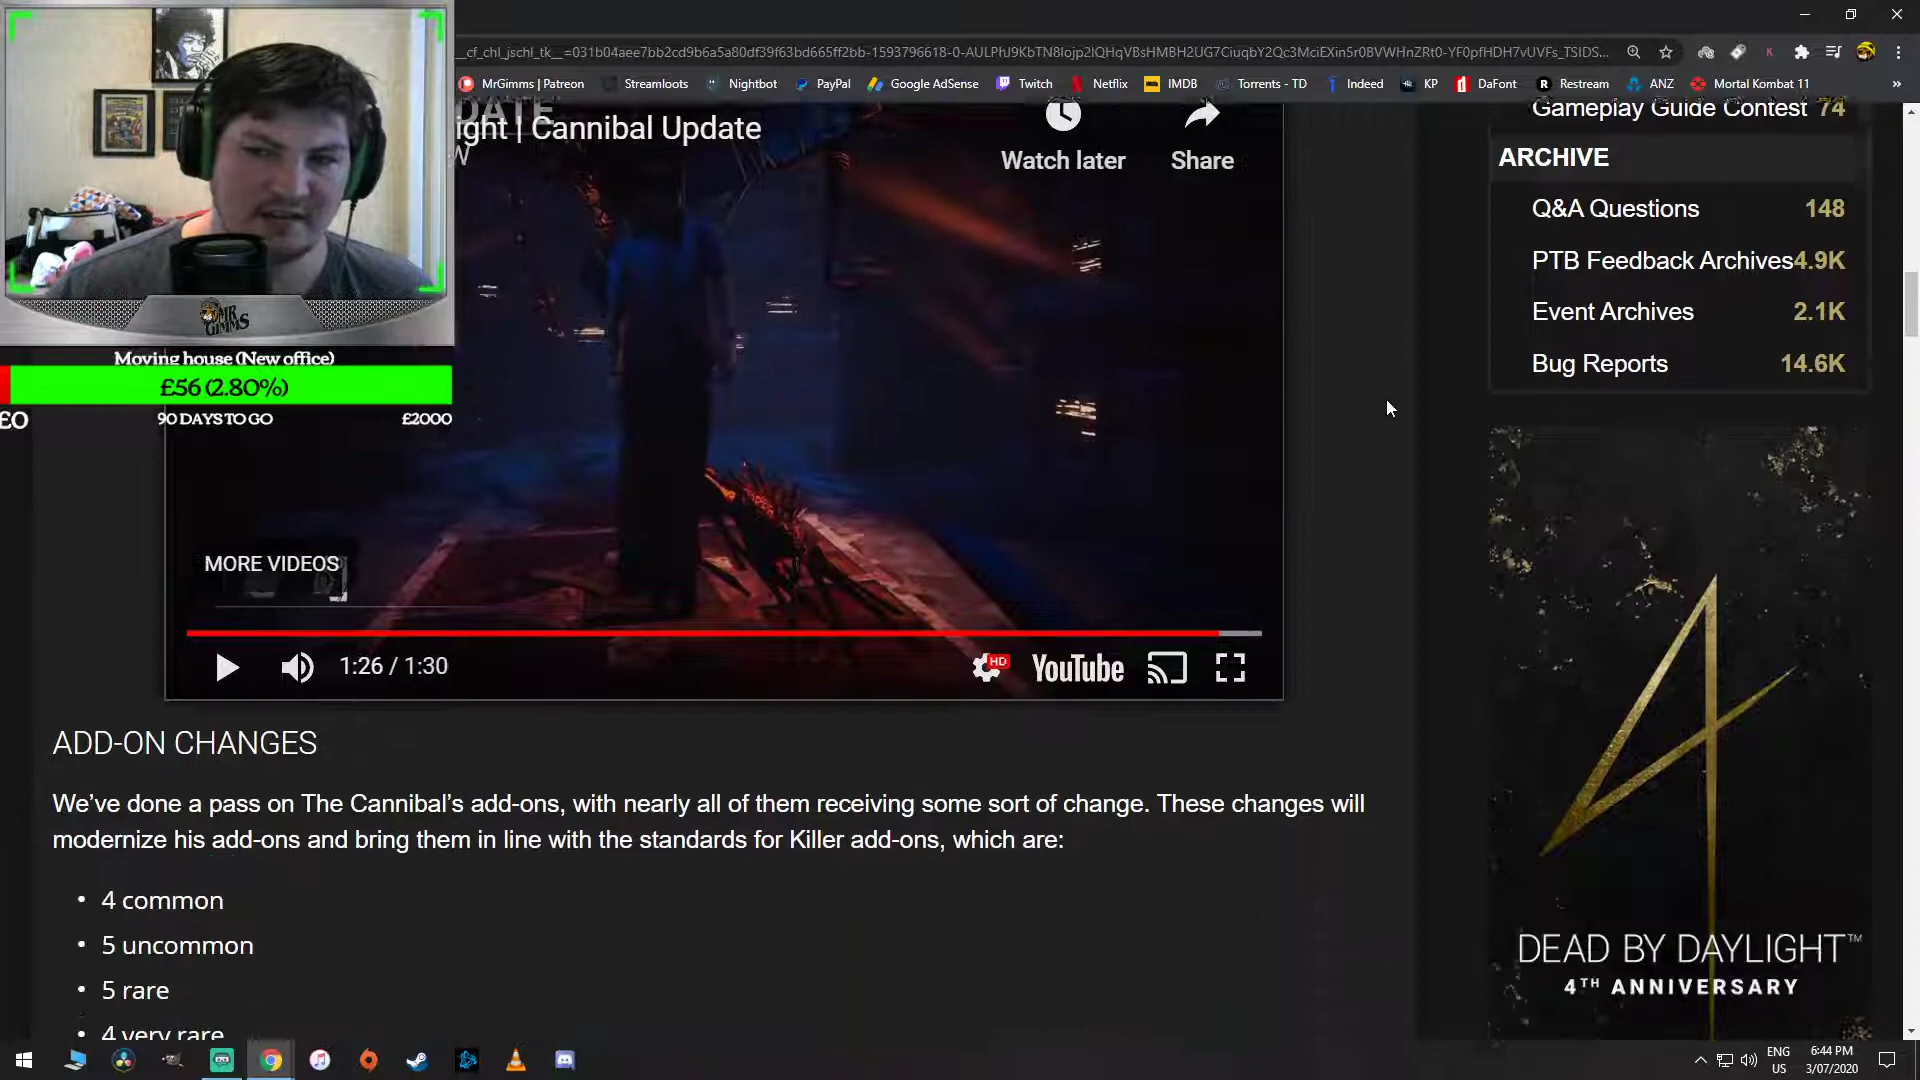 _cf_chl_jschl_tk__=031b04aee7bb2cd9b6a5a80df39f63bd665ff2bb-1593796618-0-AULPhJ9KbTN8Iojp2IQHqVBsHMBH2UG7CiuqbY2Qc3MciEXin5r0BVWHnZRt0-YF0pfHDH7vUVFs_TSIDS...
MrGimms | Patreon Streamloots Nightbot PayPal Google AdSense Twitch Netflix IMDB Torrents - TD Indeed KP DaFont Restream ANZ Mortal Kombat 11 »
DATE
ight | Cannibal Update
Watch later
Share
Gameplay Guide Contest 74
ARCHIVE
Q&A Questions 148
PTB Feedback Archives 4.9K
Event Archives 2.1K
Bug Reports 14.6K
MR GIMMS
Moving house (New office)
£56 (2.80%)
£0 90 DAYS TO GO £2000
MORE VIDEOS
1:26 / 1:30
HD
YouTube
ADD-ON CHANGES
We've done a pass on The Cannibal's add-ons, with nearly all of them receiving some sort of change. These changes will
modernize his add-ons and bring them in line with the standards for Killer add-ons, which are:
• 4 common
• 5 uncommon
• 5 rare
• 4 very rare
DEAD BY DAYLIGHT™
4TH ANNIVERSARY
ENG
US
6:44 PM
3/07/2020